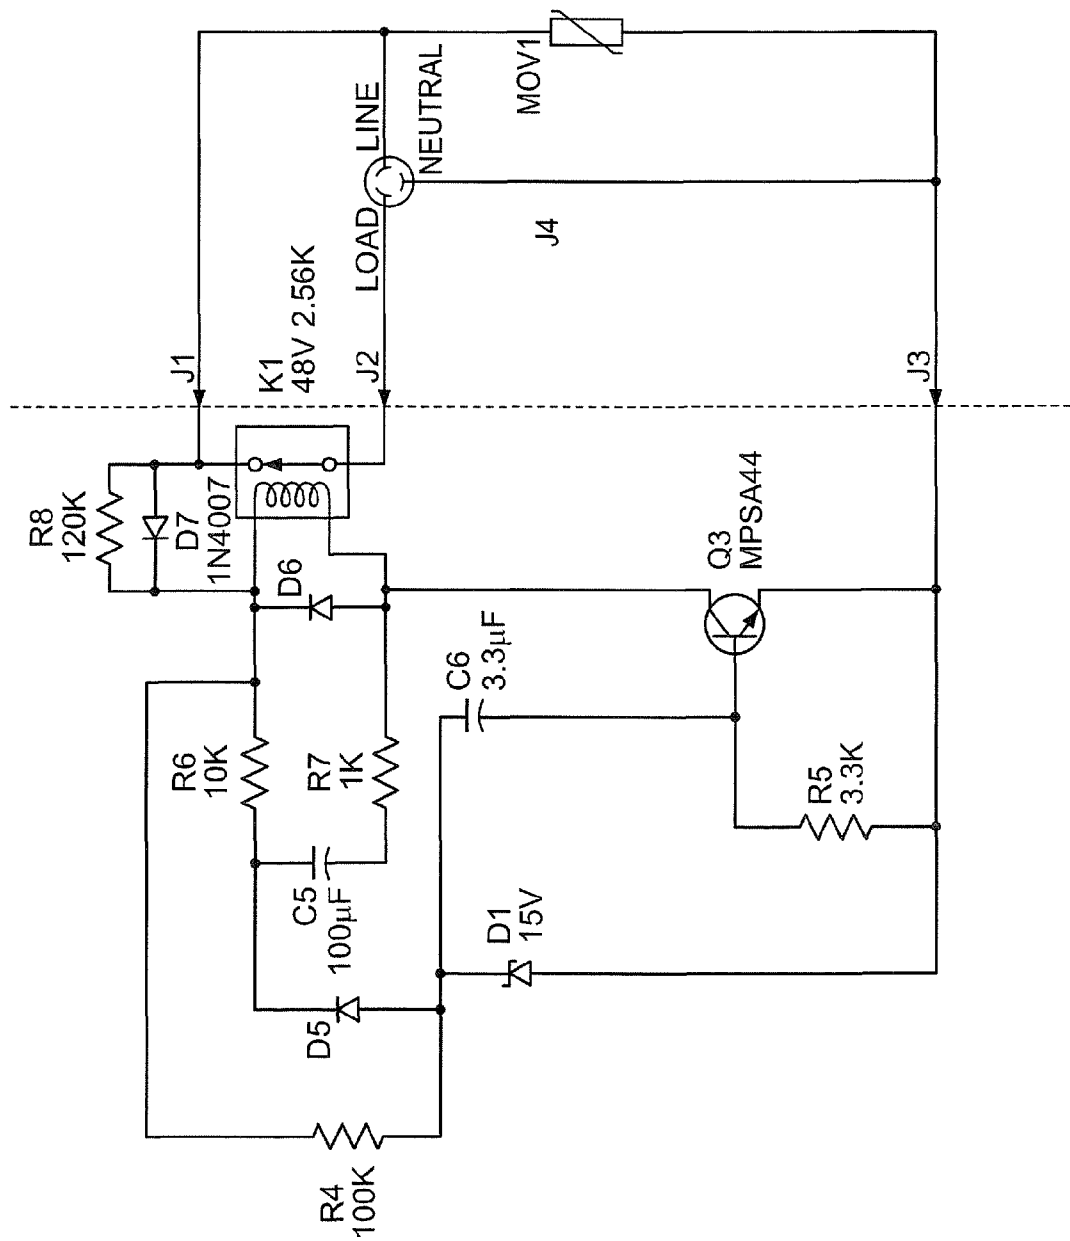 R4
100K
D5
C5
100µF
R6
10K
R7
1K
R8
120K
D7
1N4007
D6
K1
48V 2.56K
J1
J2
J3
J4
LOAD
LINE
NEUTRAL
MOV1
C6
3.3µF
D1
15V
R5
3.3K
Q3
MPSA44